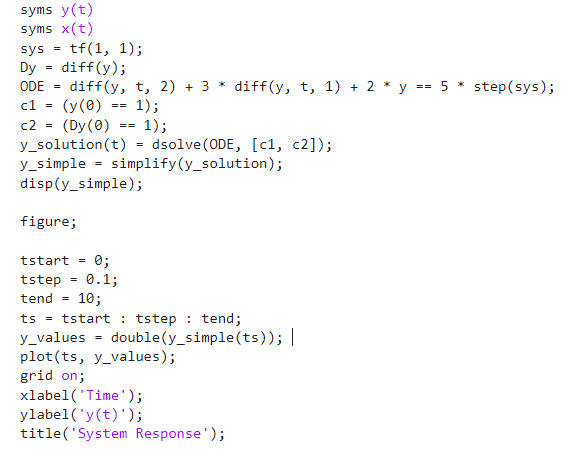 syms y(t)
syms x(t)
sys = tf(1, 1);
Dy = diff(y);
ODE = diff(y, t, 2) + 3 * diff(y, t, 1) + 2 * y == 5 * step(sys);
c1 = (y(0) == 1);
c2 = (Dy(0) == 1);
y_solution(t) = dsolve(ODE, [c1, c2]);
y_simple = simplify(y_solution);
disp(y_simple);
figure;
tstart = 0;
tstep = 0.1;
tend = 10;
ts = tstart : tstep : tend;
y_values = double(y_simple(ts));
plot(ts, y_values);
grid on;
xlabel('Time');
ylabel('y(t)');
title('System Response');